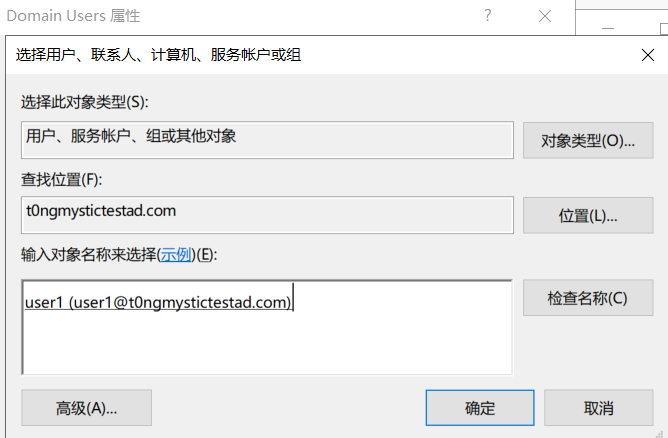 Domain Users 属性
选择用户、联系人、计算机、服务帐户或组
选择此对象类型(S):
用户、服务帐户、组或其他对象
对象类型(O)...
查找位置(F):
t0ngmystictestad.com
位置(L)...
输入对象名称来选择(示例)(E):
user1 (user1@t0ngmystictestad.com)
检查名称(C)
高级(A)...
确定
取消